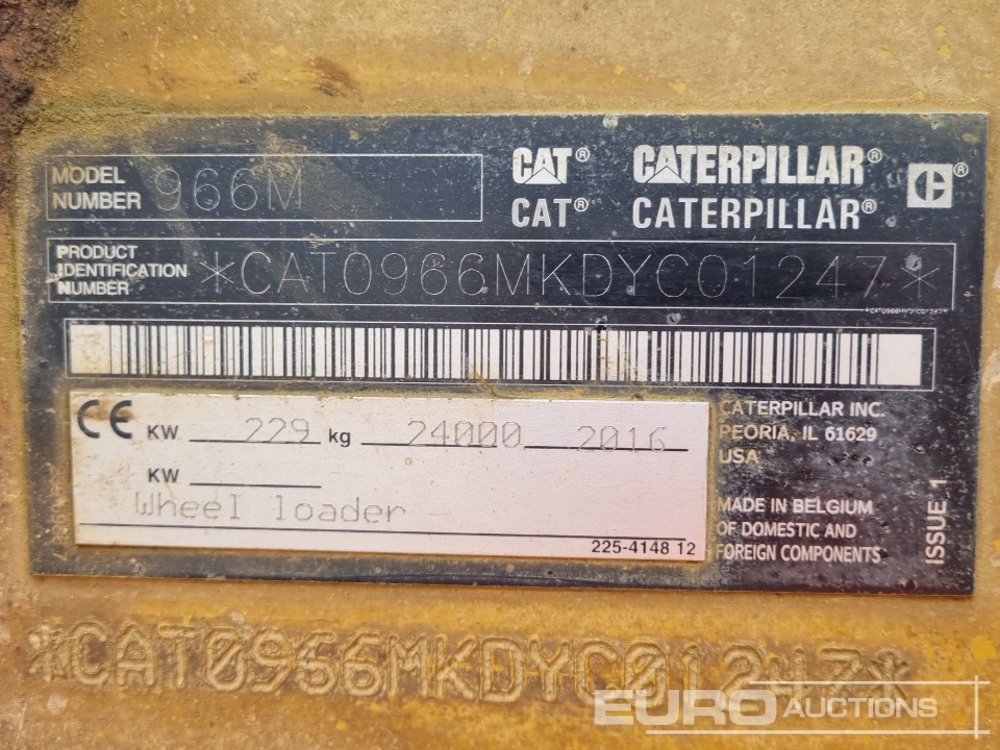 MODEL NUMBER 966M
CAT® CATERPILLAR®
CAT® CATERPILLAR®
PRODUCT IDENTIFICATION NUMBER *CAT0966MKDYC01247*
*CAT0966MKDYC01247*
CE KW 229 kg 24000 2016
KW
Wheel loader
225-4148 12
CATERPILLAR INC.
PEORIA, IL 61629
USA
MADE IN BELGIUM
OF DOMESTIC AND
FOREIGN COMPONENTS
ISSUE 1
*CAT0966MKDYC01247*
EURO AUCTIONS